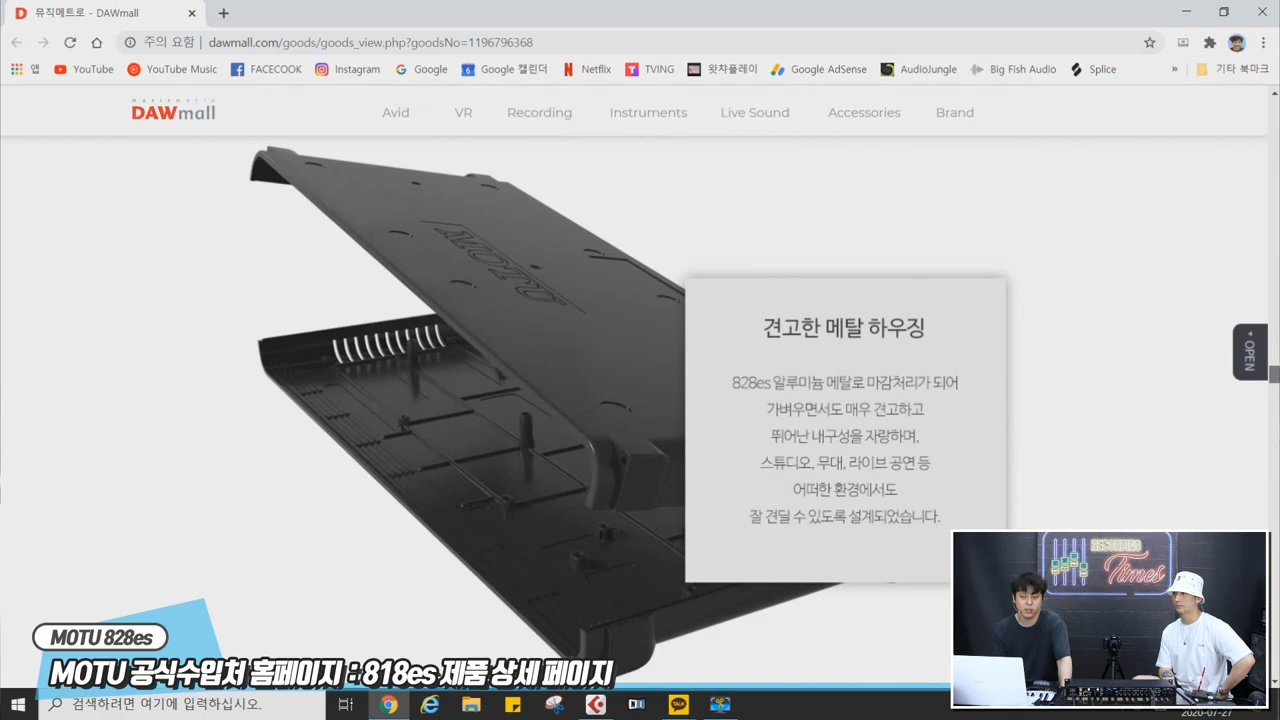 뮤직메트로 - DAWmall
주의 요함 dawmall.com/goods/goods_view.php?goodsNo=1196796368
앱 YouTube YouTube Music FACECOOK Instagram Google Google 캘린더 Netflix TVING 왓챠플레이 Google AdSense AudioJungle Big Fish Audio Splice » 기타 북마크
musicmetro
DAWmall
Avid VR Recording Instruments Live Sound Accessories Brand
MOTU
견고한 메탈 하우징
828es 알루미늄 메탈로 마감처리가 되어
가벼우면서도 매우 견고하고
뛰어난 내구성을 자랑하며,
스튜디오, 무대, 라이브 공연 등
어떠한 환경에서도
잘 견딜 수 있도록 설계되었습니다.
OPEN
Times
MOTU 828es
MOTU 공식수입처 홈페이지 : 818es 제품 상세 페이지
검색하려면 여기에 입력하십시오.
TALK
2020-07-27